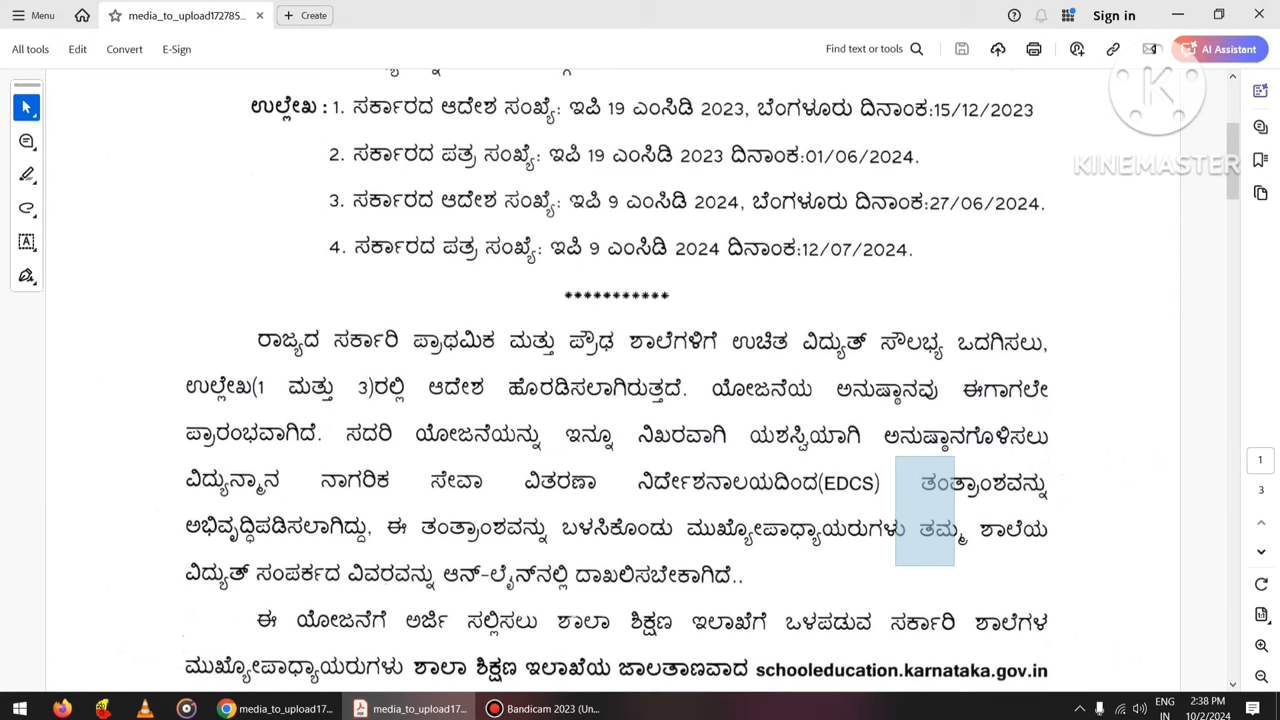 Menu media_to_upload172785... Create Sign in
All tools Edit Convert E-Sign Find text or tools AI Assistant
ಉಲ್ಲೇಖ : 1. ಸರ್ಕಾರದ ಆದೇಶ ಸಂಖ್ಯೆ: ಇಪಿ 19 ಎಂಸಿಡಿ 2023, ಬೆಂಗಳೂರು ದಿನಾಂಕ:15/12/2023
KINEMASTER
2. ಸರ್ಕಾರದ ಪತ್ರ ಸಂಖ್ಯೆ: ಇಪಿ 19 ಎಂಸಿಡಿ 2023 ದಿನಾಂಕ:01/06/2024.
3. ಸರ್ಕಾರದ ಆದೇಶ ಸಂಖ್ಯೆ: ಇಪಿ 9 ಎಂಸಿಡಿ 2024, ಬೆಂಗಳೂರು ದಿನಾಂಕ:27/06/2024.
4. ಸರ್ಕಾರದ ಪತ್ರ ಸಂಖ್ಯೆ: ಇಪಿ 9 ಎಂಸಿಡಿ 2024 ದಿನಾಂಕ:12/07/2024.
***********
ರಾಜ್ಯದ ಸರ್ಕಾರಿ ಪ್ರಾಥಮಿಕ ಮತ್ತು ಪ್ರೌಢ ಶಾಲೆಗಳಿಗೆ ಉಚಿತ ವಿದ್ಯುತ್ ಸೌಲಭ್ಯ ಒದಗಿಸಲು,
ಉಲ್ಲೇಖ(1 ಮತ್ತು 3)ರಲ್ಲಿ ಆದೇಶ ಹೊರಡಿಸಲಾಗಿರುತ್ತದೆ. ಯೋಜನೆಯ ಅನುಷ್ಠಾನವು ಈಗಾಗಲೇ
ಪ್ರಾರಂಭವಾಗಿದೆ. ಸದರಿ ಯೋಜನೆಯನ್ನು ಇನ್ನೂ ನಿಖರವಾಗಿ ಯಶಸ್ವಿಯಾಗಿ ಅನುಷ್ಠಾನಗೊಳಿಸಲು
ವಿದ್ಯುನ್ಮಾನ ನಾಗರಿಕ ಸೇವಾ ವಿತರಣಾ ನಿರ್ದೇಶನಾಲಯದಿಂದ(EDCS) ತಂತ್ರಾಂಶವನ್ನು
ಅಭಿವೃದ್ಧಿಪಡಿಸಲಾಗಿದ್ದು, ಈ ತಂತ್ರಾಂಶವನ್ನು ಬಳಸಿಕೊಂಡು ಮುಖ್ಯೋಪಾಧ್ಯಾಯರುಗಳು ತಮ್ಮ ಶಾಲೆಯ
ವಿದ್ಯುತ್ ಸಂಪರ್ಕದ ವಿವರವನ್ನು ಆನ್-ಲೈನ್‌ನಲ್ಲಿ ದಾಖಲಿಸಬೇಕಾಗಿದೆ..
ಈ ಯೋಜನೆಗೆ ಅರ್ಜಿ ಸಲ್ಲಿಸಲು ಶಾಲಾ ಶಿಕ್ಷಣ ಇಲಾಖೆಗೆ ಒಳಪಡುವ ಸರ್ಕಾರಿ ಶಾಲೆಗಳ
ಮುಖ್ಯೋಪಾಧ್ಯಾಯರುಗಳು ಶಾಲಾ ಶಿಕ್ಷಣ ಇಲಾಖೆಯ ಜಾಲತಾಣವಾದ schooleducation.karnataka.gov.in
1
3
media_to_upload172... media_to_upload17... Bandicam 2023 (Un... ENG 2:38 PM
IN 10/2/2024